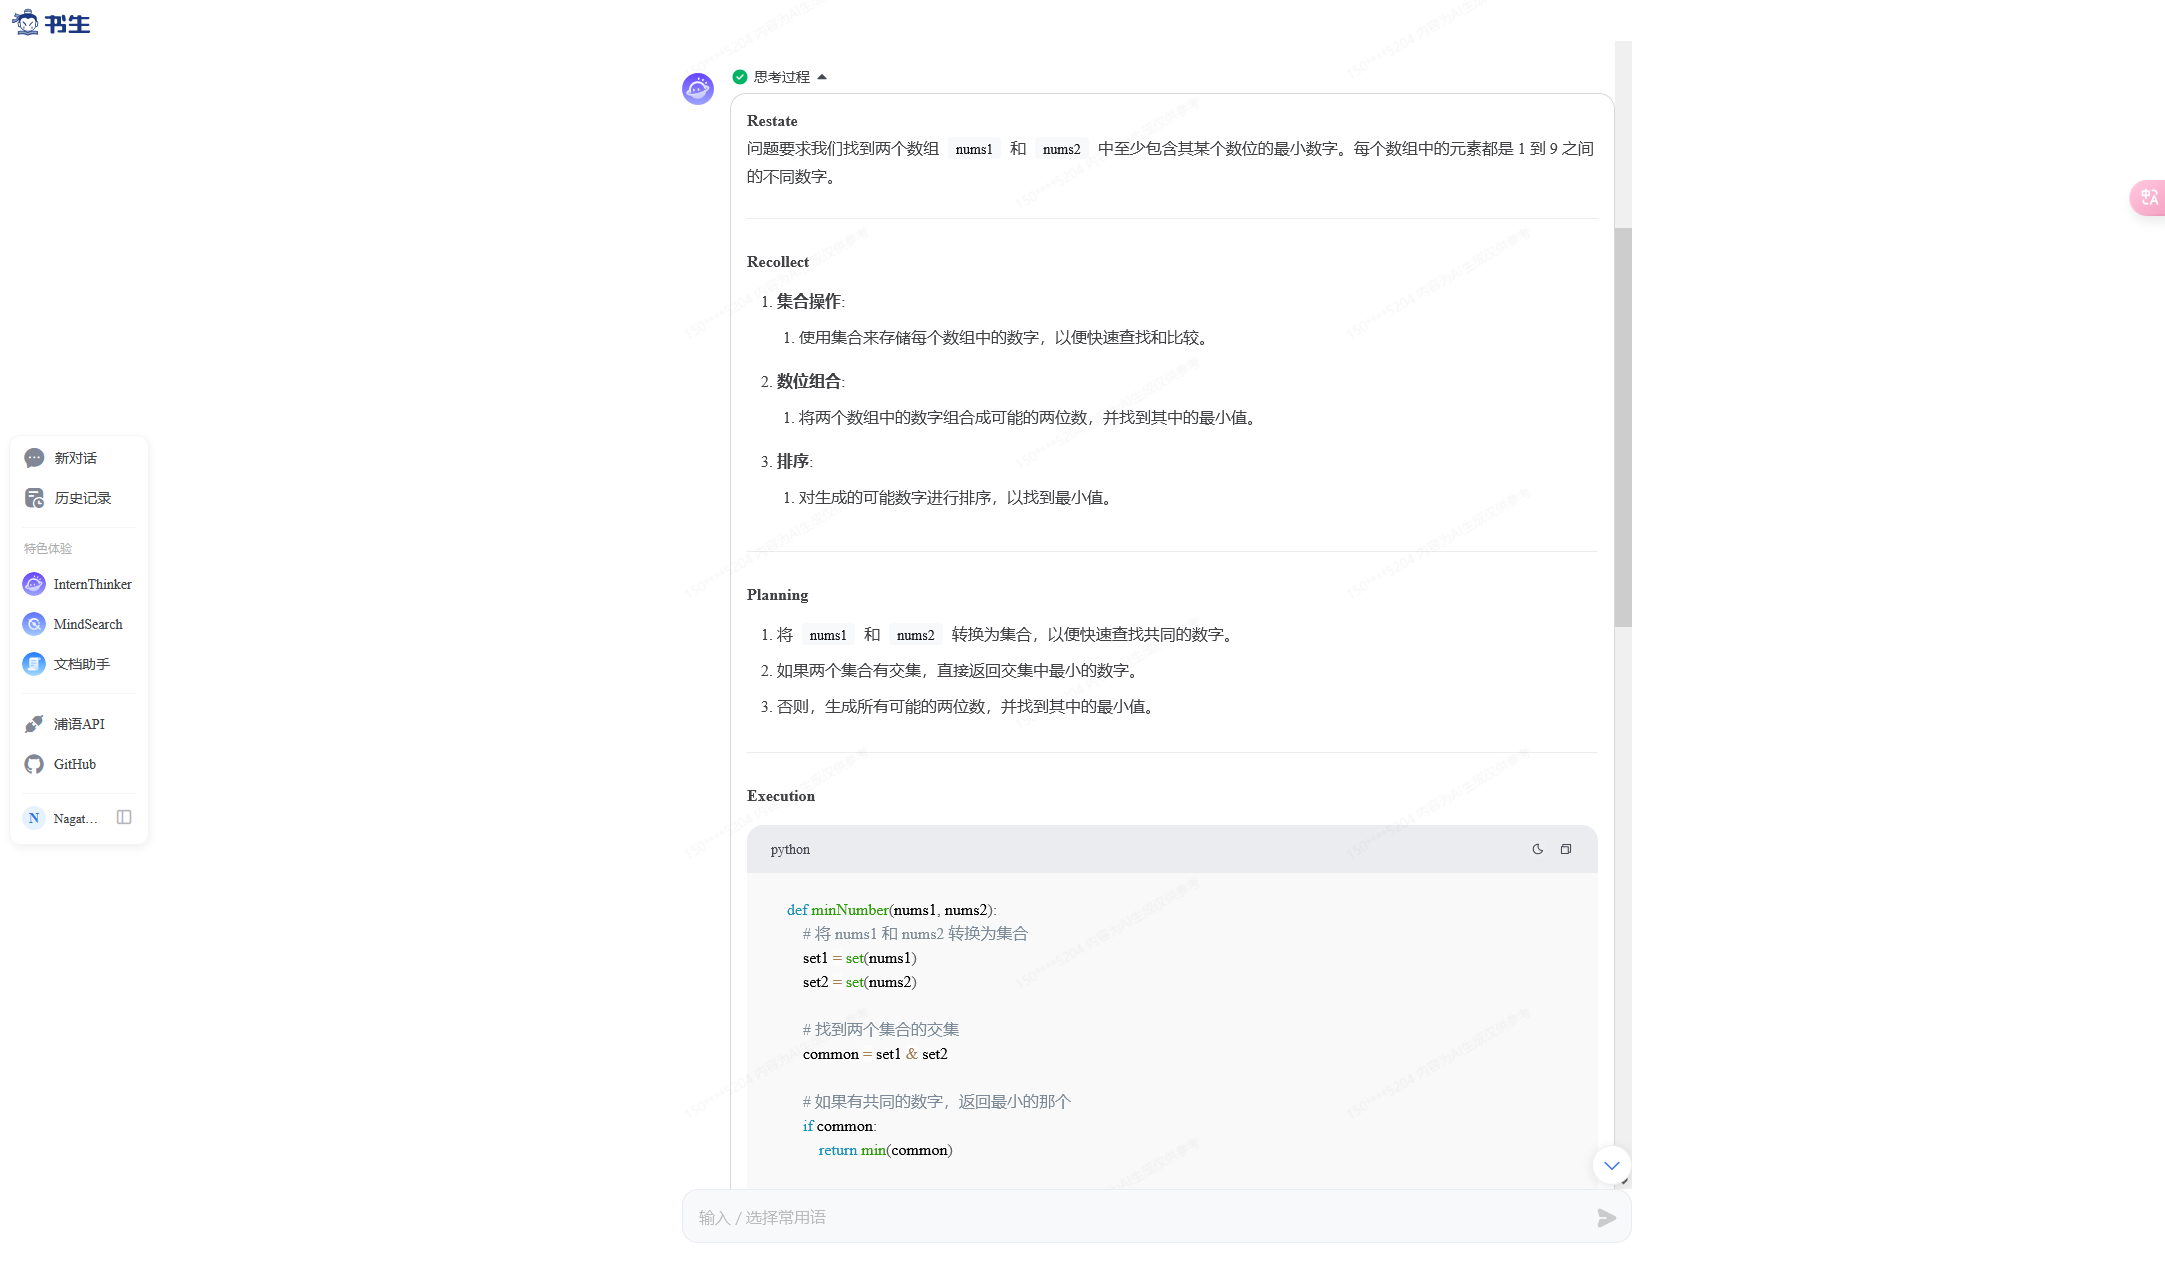 书生
思考过程
Restate
问题要求我们找到两个数组 nums1 和 nums2 中至少包含其某个数位的最小数字。每个数组中的元素都是 1 到 9 之间
的不同数字。
Recollect
1. 集合操作:
1. 使用集合来存储每个数组中的数字，以便快速查找和比较。
2. 数位组合:
1. 将两个数组中的数字组合成可能的两位数，并找到其中的最小值。
3. 排序:
1. 对生成的可能数字进行排序，以找到最小值。
Planning
1. 将 nums1 和 nums2 转换为集合，以便快速查找共同的数字。
2. 如果两个集合有交集，直接返回交集中最小的数字。
3. 否则，生成所有可能的两位数，并找到其中的最小值。
Execution
python
def minNumber(nums1, nums2):
# 将 nums1 和 nums2 转换为集合
set1 = set(nums1)
set2 = set(nums2)
# 找到两个集合的交集
common = set1 & set2
# 如果有共同的数字，返回最小的那个
if common:
return min(common)
输入 / 选择常用语
新对话
历史记录
特色体验
InternThinker
MindSearch
文档助手
浦语API
GitHub
N Nagat...
150****5204 内容为AI生成仅供参考